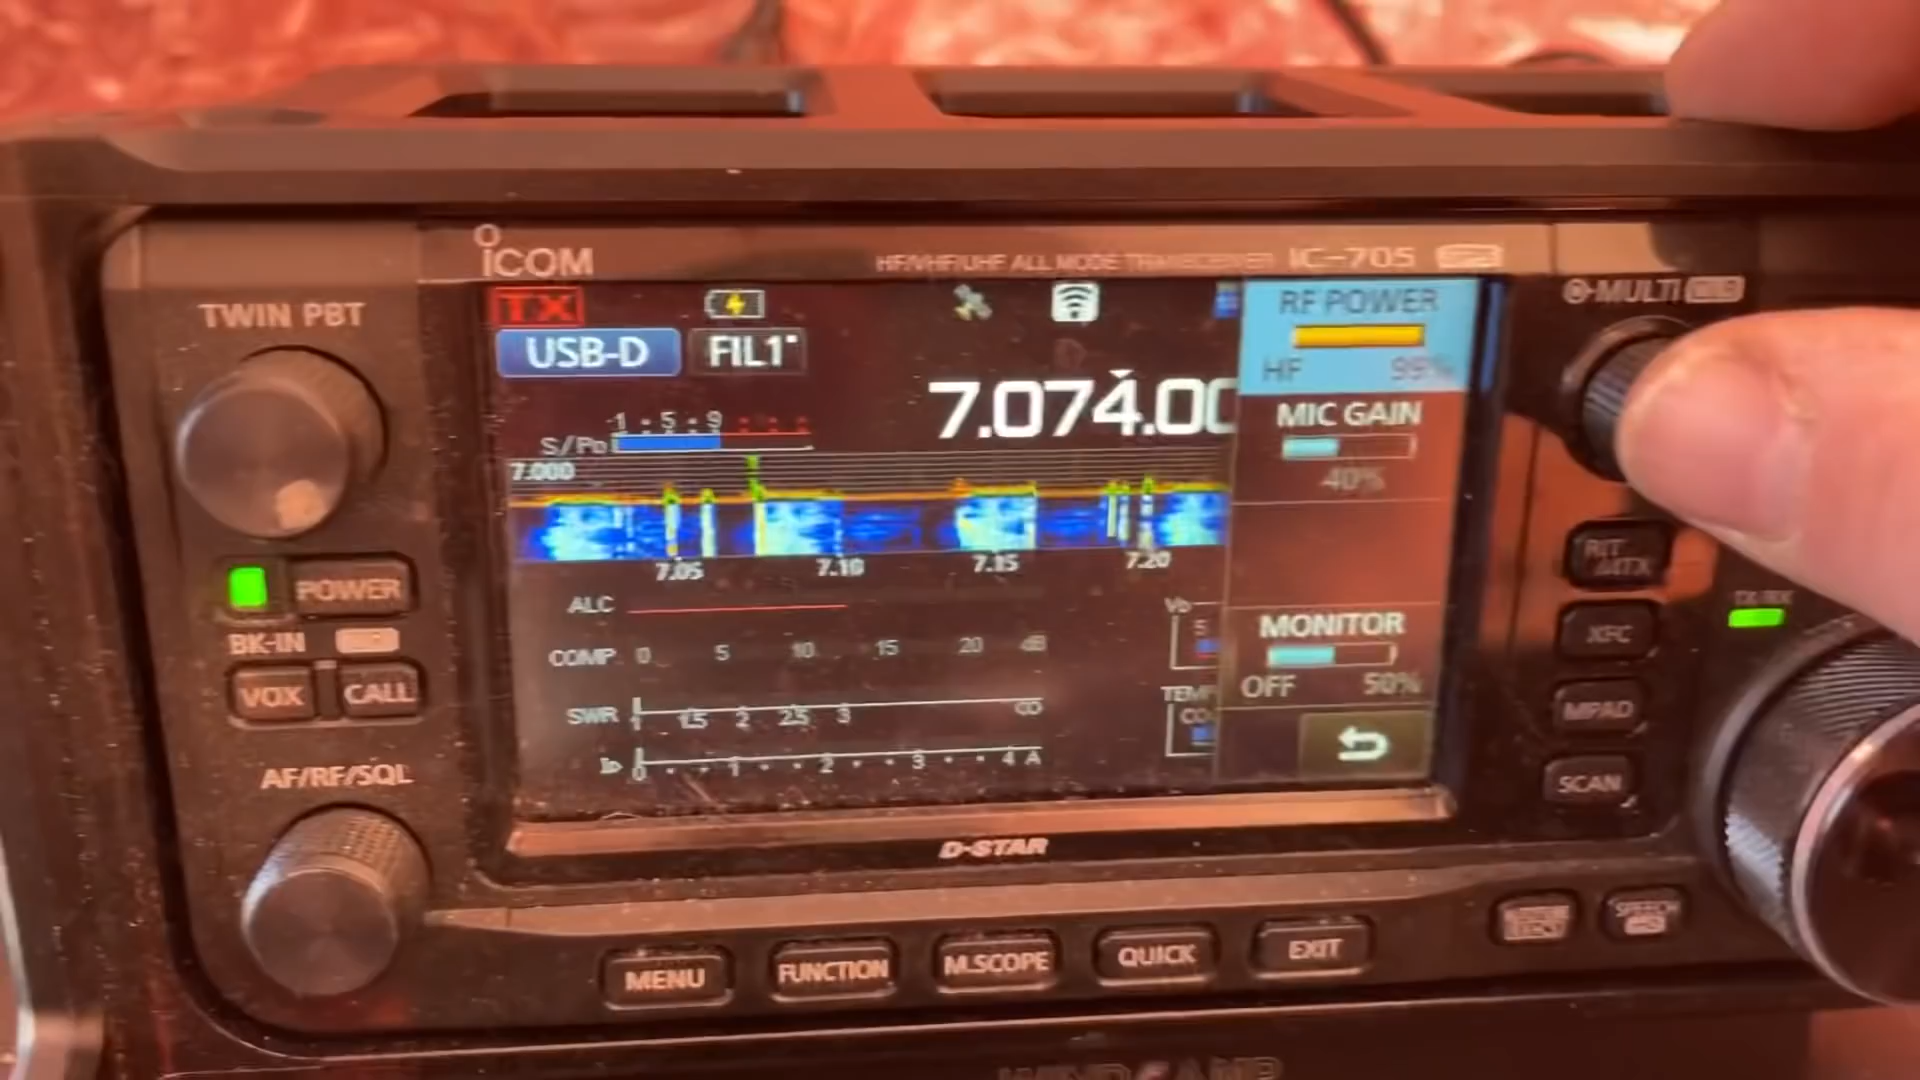 ICOM
HF/VHF/UHF ALL MODE TRANSCEIVER IC-705
TWIN PBT
MULTI
TX
USB-D FIL1
7.074.00
S/Po 1 5 9
7.000
7.05 7.10 7.15 7.20
ALC
COMP 0 5 10 15 20 dB
SWR 1 1.5 2 2.5 3 ∞
ID 0 1 2 3 4 A
RF POWER
HF 99%
MIC GAIN
40%
MONITOR
OFF 50%
POWER
BK-IN
VOX CALL
AF/RF/SQL
RIT
XFC
TX/RX
MPAD
SCAN
D-STAR
MENU FUNCTION M.SCOPE QUICK EXIT
SPEECH